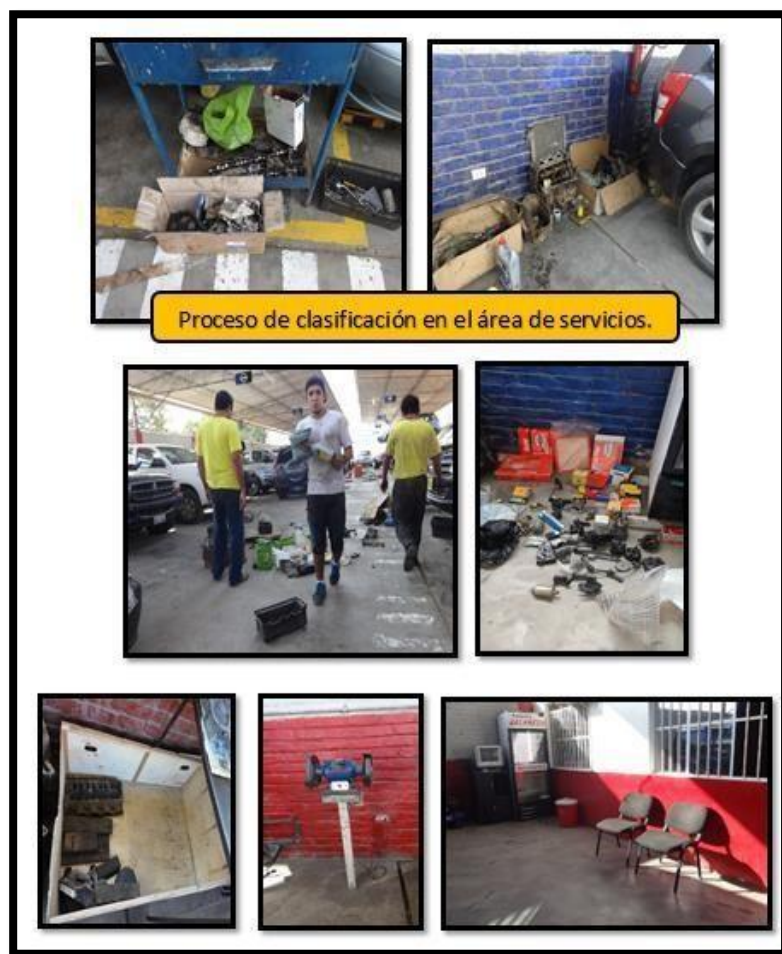 Proceso de clasificación en el área de servicios.